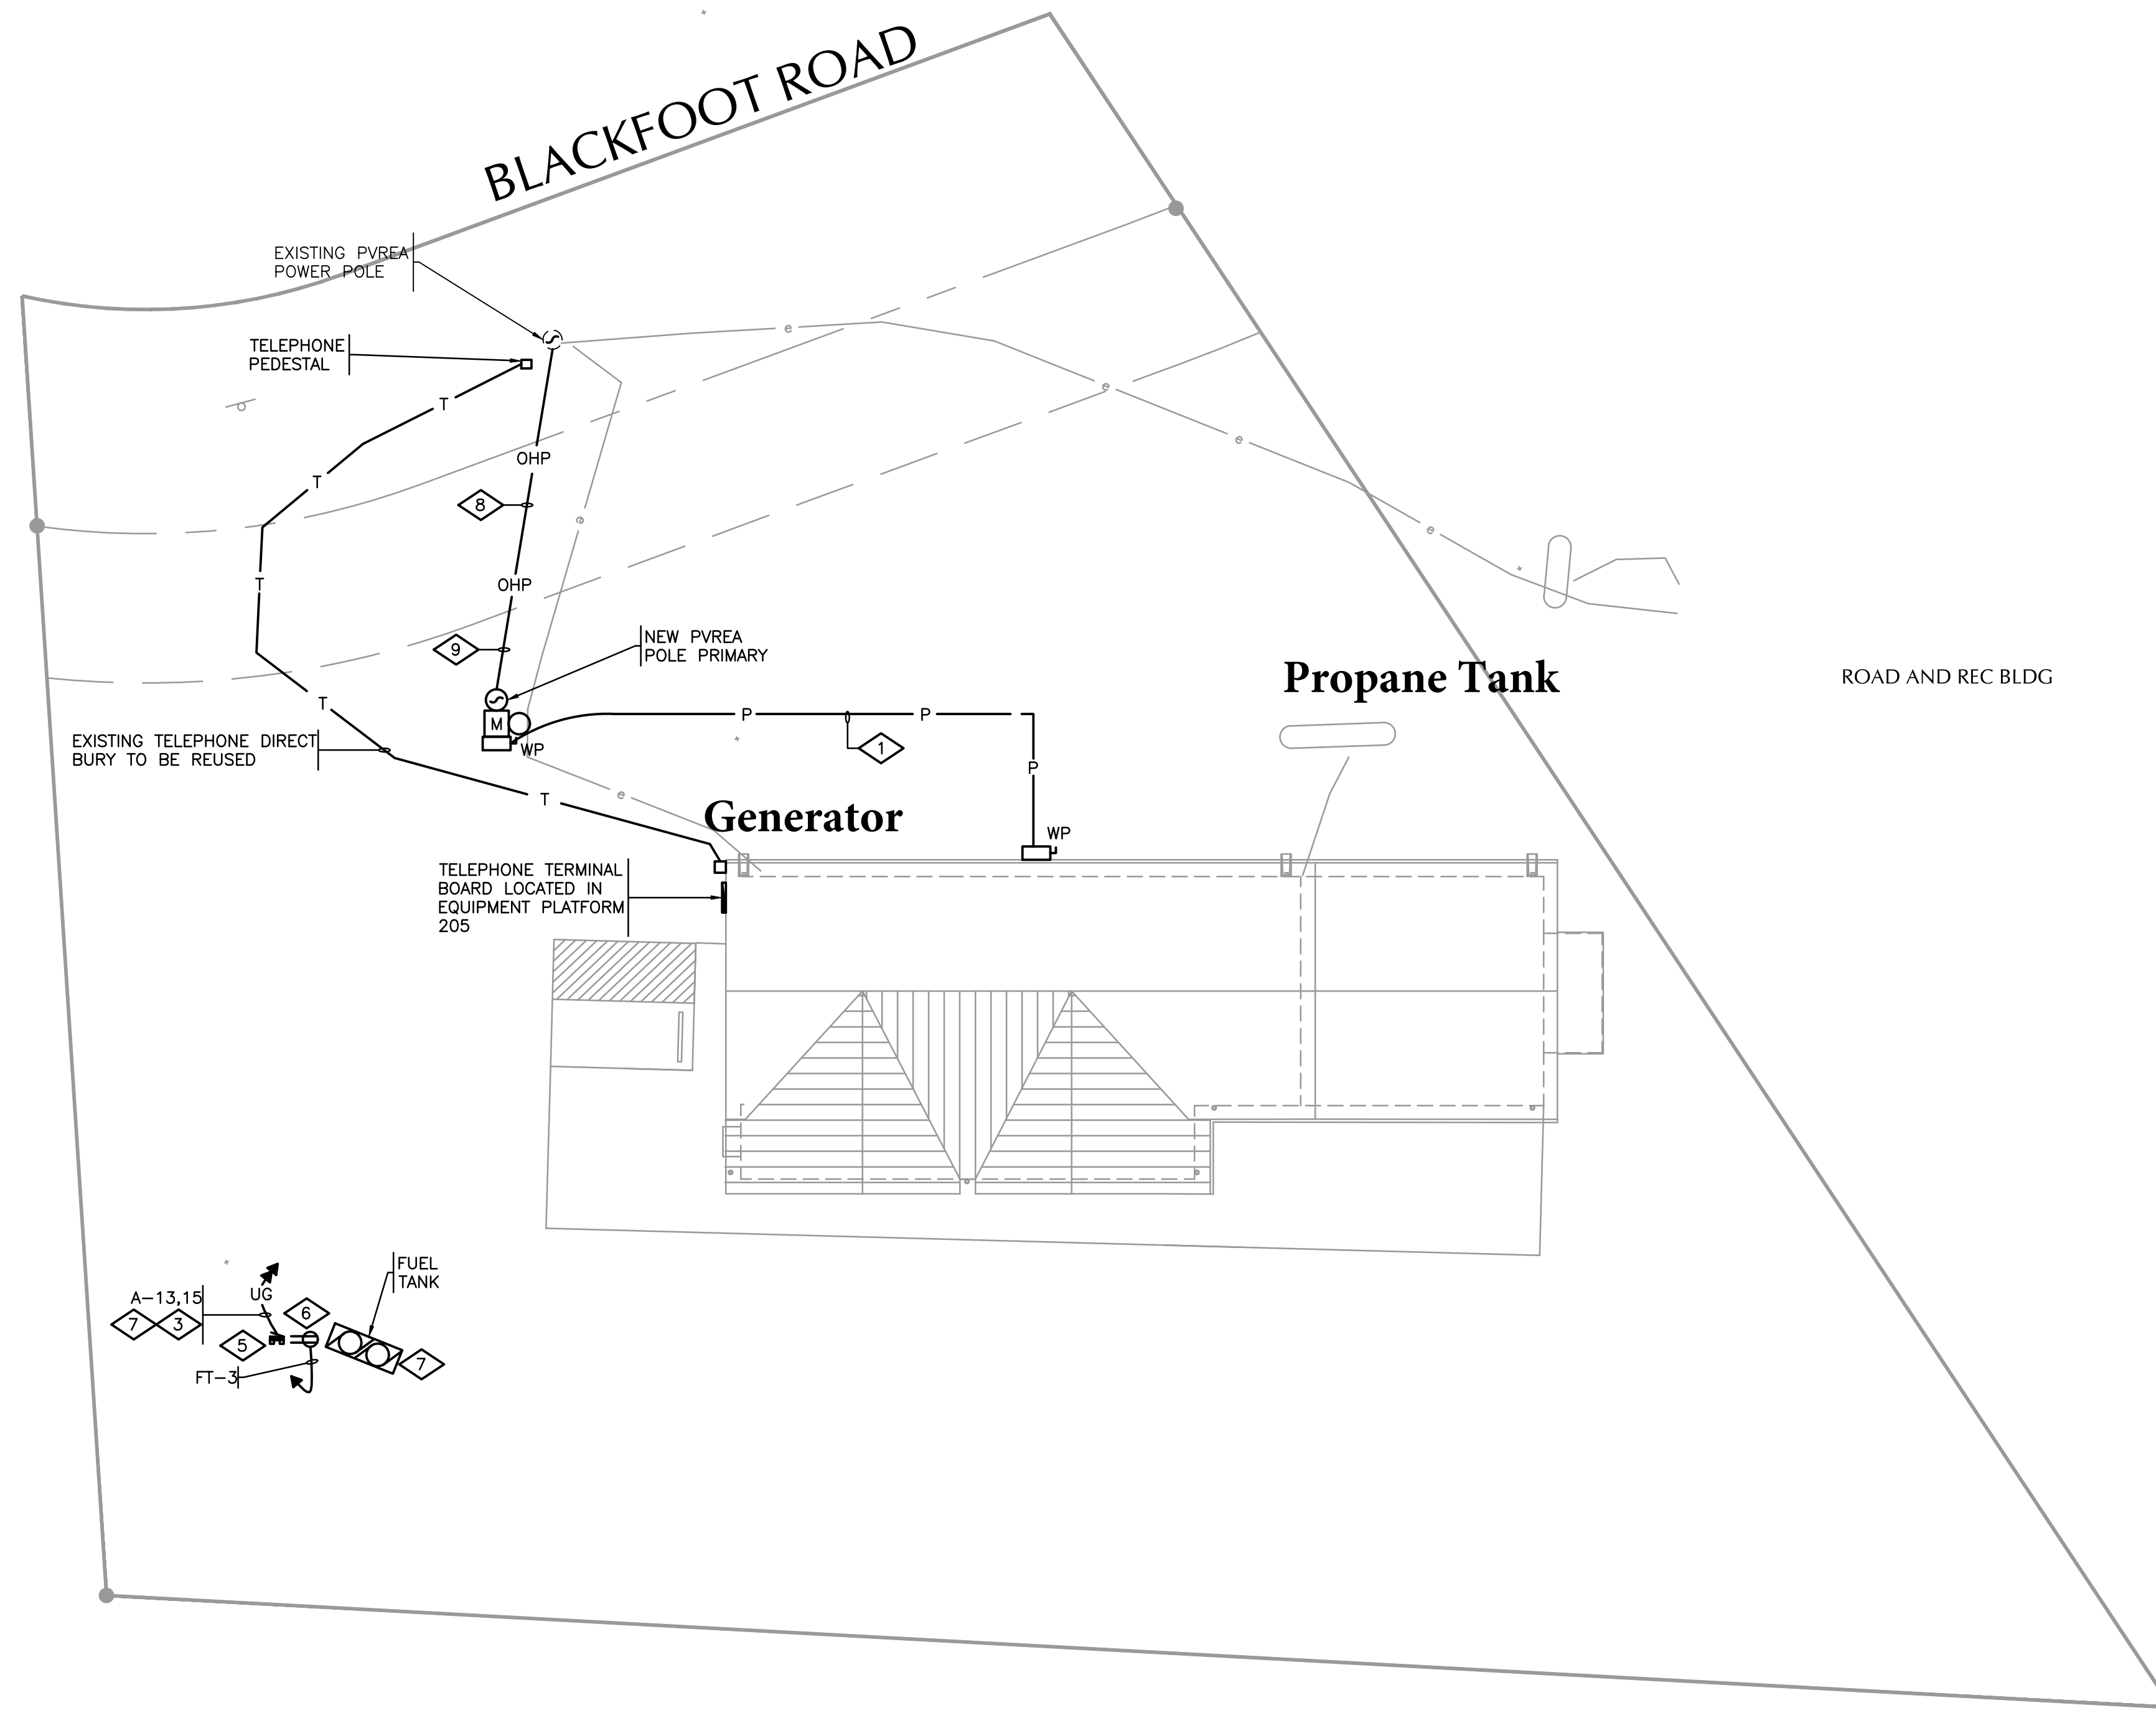 BLACKFOOT ROAD
EXISTING PVREA
POWER POLE
TELEPHONE
PEDESTAL
T
OHP
T
8
OHP
T
9
NEW PVREA
POLE PRIMARY
T
M
WP
P
P
1
P
WP
EXISTING TELEPHONE DIRECT
BURY TO BE REUSED
T
e
e
e
e
e
e
Propane Tank
ROAD AND REC BLDG
Generator
TELEPHONE TERMINAL
BOARD LOCATED IN
EQUIPMENT PLATFORM
205
FUEL
TANK
UG
A-13,15
7
3
6
5
7
FT-3